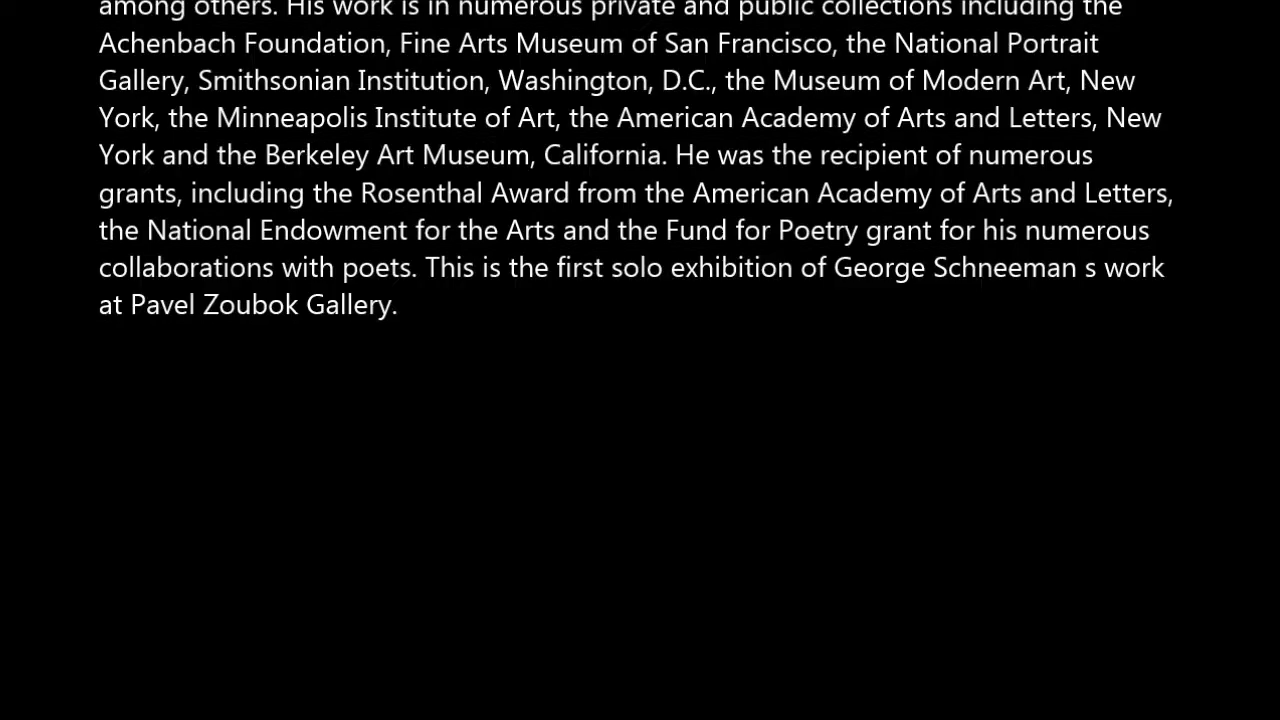 among others. His work is in numerous private and public collections including the
Achenbach Foundation, Fine Arts Museum of San Francisco, the National Portrait
Gallery, Smithsonian Institution, Washington, D.C., the Museum of Modern Art, New
York, the Minneapolis Institute of Art, the American Academy of Arts and Letters, New
York and the Berkeley Art Museum, California. He was the recipient of numerous
grants, including the Rosenthal Award from the American Academy of Arts and Letters,
the National Endowment for the Arts and the Fund for Poetry grant for his numerous
collaborations with poets. This is the first solo exhibition of George Schneeman s work
at Pavel Zoubok Gallery.